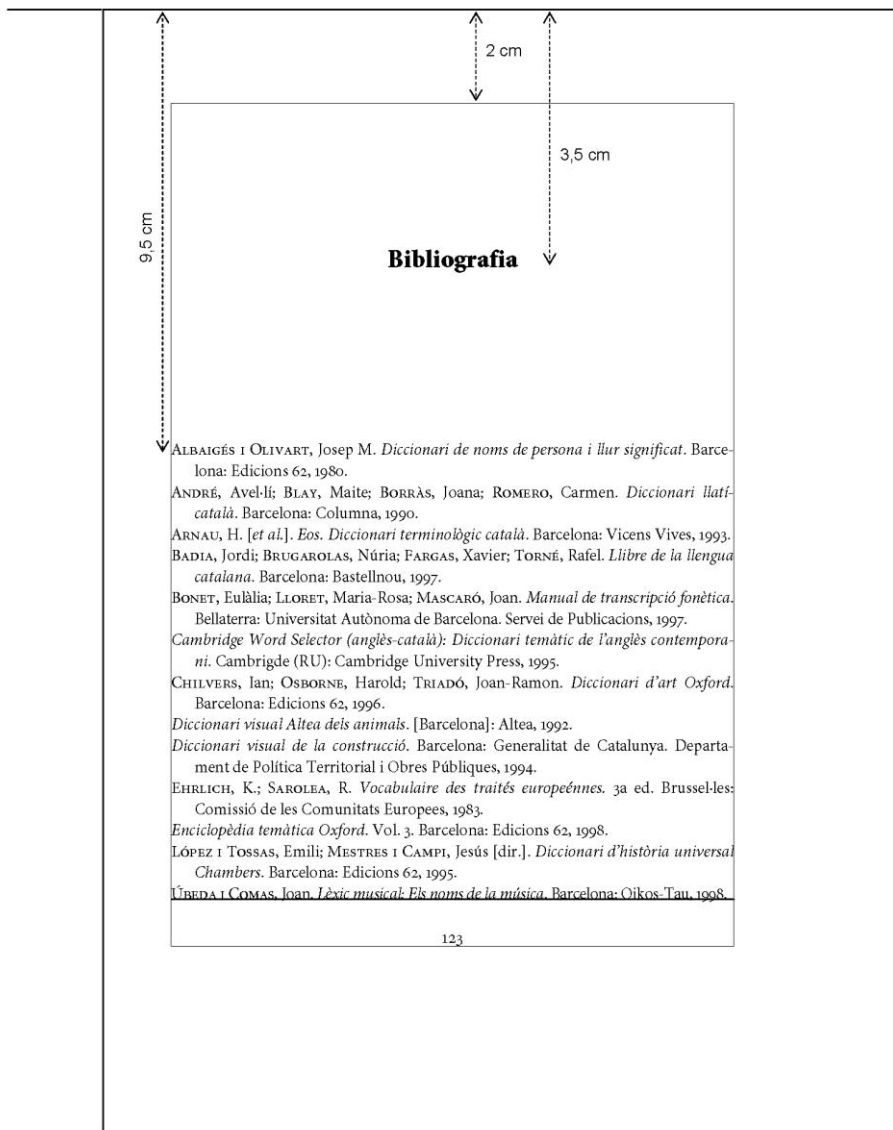 2 cm
3,5 cm
9,5 cm
Bibliografia
ALBAIGÉS I OLIVART, Josep M. Diccionari de noms de persona i llur significat. Barce-
lona: Edicions 62, 1980.
ANDRÉ, Avel·lí; BLAY, Maite; BORRÀS, Joana; ROMERO, Carmen. Diccionari llatí-
català. Barcelona: Columna, 1990.
ARNAU, H. [et al.]. Eos. Diccionari terminològic català. Barcelona: Vicens Vives, 1993.
BADIA, Jordi; BRUGAROLAS, Núria; FARGAS, Xavier; TORNÉ, Rafel. Llibre de la llengua
catalana. Barcelona: Bastellnou, 1997.
BONET, Eulàlia; LLORET, Maria-Rosa; MASCARÓ, Joan. Manual de transcripció fonètica.
Bellaterra: Universitat Autònoma de Barcelona. Servei de Publicacions, 1997.
Cambridge Word Selector (anglès-català): Diccionari temàtic de l'anglès contempora-
ni. Cambrigde (RU): Cambridge University Press, 1995.
CHILVERS, Ian; OSBORNE, Harold; TRIADÓ, Joan-Ramon. Diccionari d'art Oxford.
Barcelona: Edicions 62, 1996.
Diccionari visual Altea dels animals. [Barcelona]: Altea, 1992.
Diccionari visual de la construcció. Barcelona: Generalitat de Catalunya. Departa-
ment de Política Territorial i Obres Públiques, 1994.
EHRLICH, K.; SAROLEA, R. Vocabulaire des traités europeénnes. 3a ed. Brussel·les:
Comissió de les Comunitats Europees, 1983.
Enciclopèdia temàtica Oxford. Vol. 3. Barcelona: Edicions 62, 1998.
LÓPEZ I TOSSAS, Emili; MESTRES I CAMPI, Jesús [dir.]. Diccionari d'història universal
Chambers. Barcelona: Edicions 62, 1995.
ÚBEDA I COMAS, Joan. Lèxic musical: Els noms de la música. Barcelona: Oikos-Tau, 1998.
123